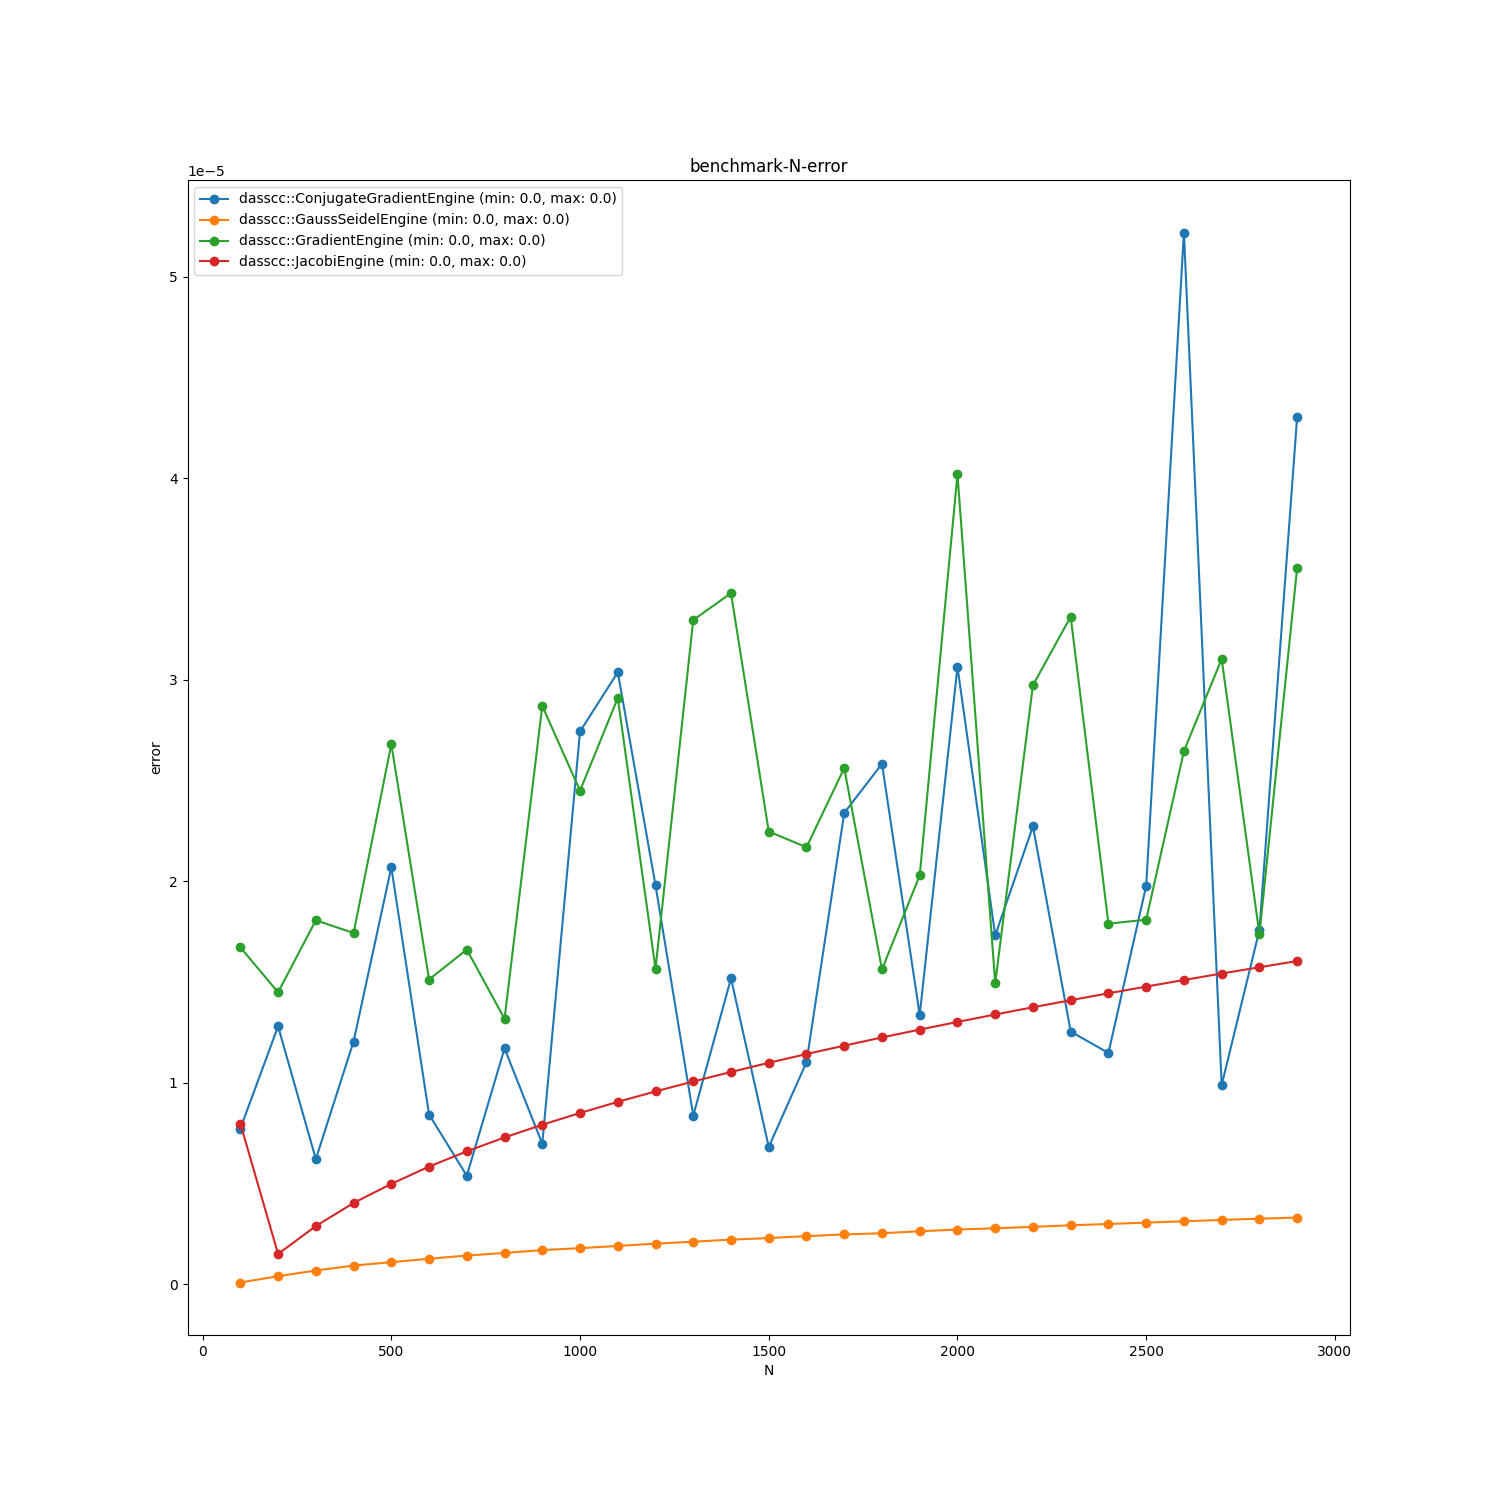 benchmark-N-error
1e−5
dasscc::ConjugateGradientEngine (min: 0.0, max: 0.0)
dasscc::GaussSeidelEngine (min: 0.0, max: 0.0)
dasscc::GradientEngine (min: 0.0, max: 0.0)
dasscc::JacobiEngine (min: 0.0, max: 0.0)
5
4
3
2
1
0
error
0 500 1000 1500 2000 2500 3000
N